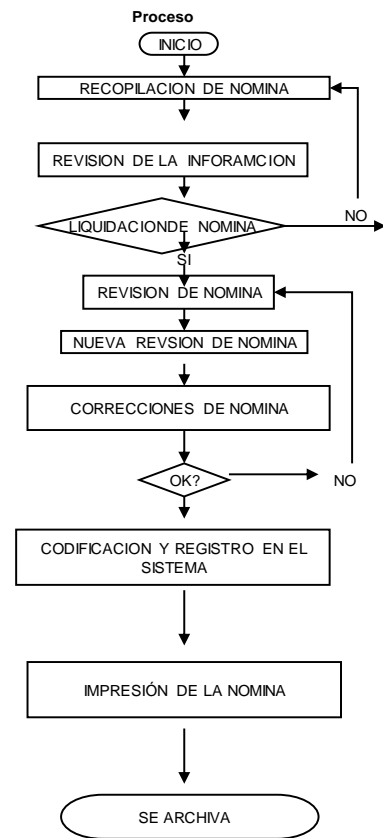 Proceso
INICIO
RECOPILACION DE NOMINA
REVISION DE LA INFORAMCION
LIQUIDACIONDE NOMINA
NO
SI
REVISION DE NOMINA
NUEVA REVSION DE NOMINA
CORRECCIONES DE NOMINA
OK?
NO
CODIFICACION Y REGISTRO EN EL
SISTEMA
IMPRESIÓN DE LA NOMINA
SE ARCHIVA